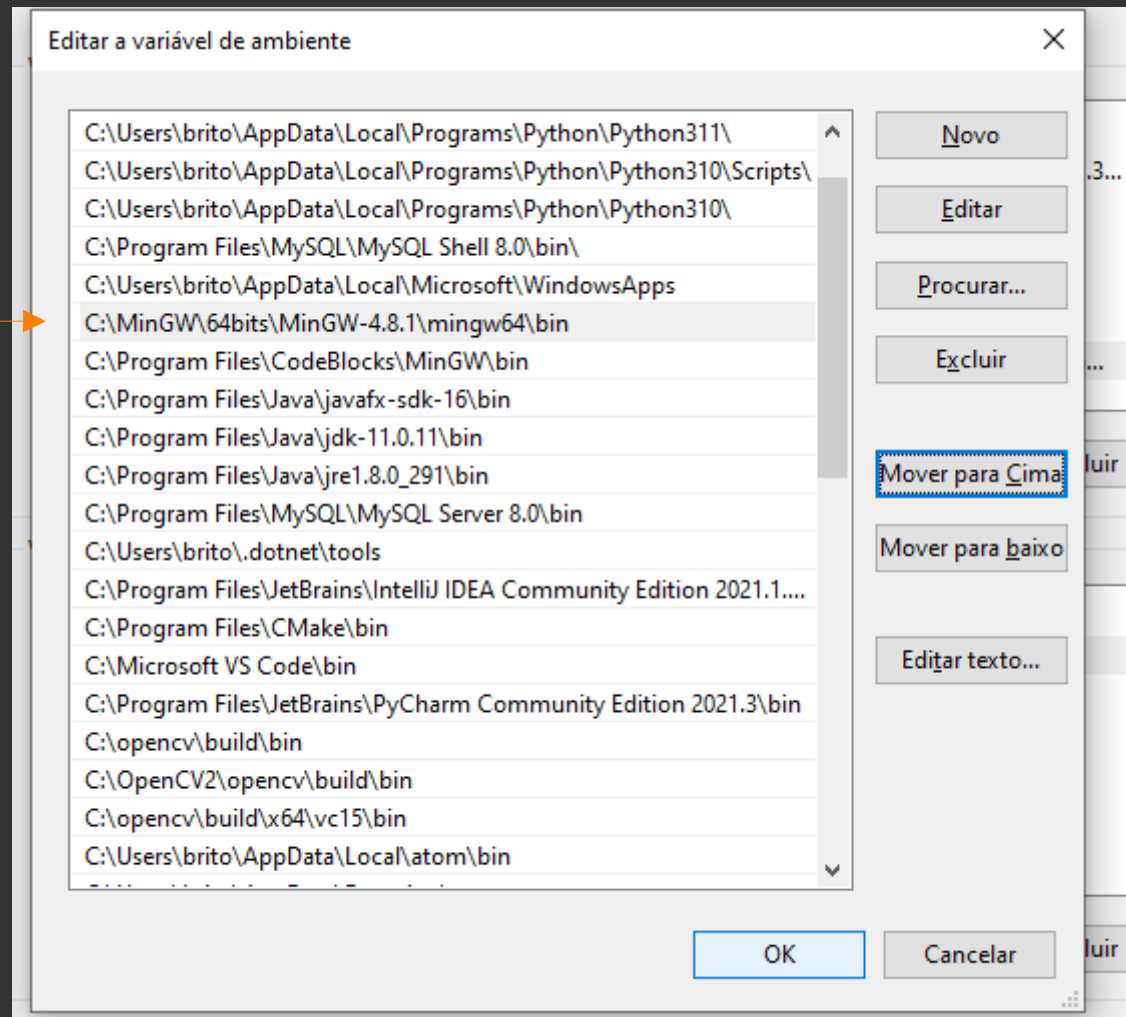 Editar a variável de ambiente
C:\Users\brito\AppData\Local\Programs\Python\Python311\
C:\Users\brito\AppData\Local\Programs\Python\Python310\Scripts\
C:\Users\brito\AppData\Local\Programs\Python\Python310\
C:\Program Files\MySQL\MySQL Shell 8.0\bin\
C:\Users\brito\AppData\Local\Microsoft\WindowsApps
C:\MinGW\64bits\MinGW-4.8.1\mingw64\bin
C:\Program Files\CodeBlocks\MinGW\bin
C:\Program Files\Java\javafx-sdk-16\bin
C:\Program Files\Java\jdk-11.0.11\bin
C:\Program Files\Java\jre1.8.0_291\bin
C:\Program Files\MySQL\MySQL Server 8.0\bin
C:\Users\brito\.dotnet\tools
C:\Program Files\JetBrains\IntelliJ IDEA Community Edition 2021.1....
C:\Program Files\CMake\bin
C:\Microsoft VS Code\bin
C:\Program Files\JetBrains\PyCharm Community Edition 2021.3\bin
C:\opencv\build\bin
C:\OpenCV2\opencv\build\bin
C:\opencv\build\x64\vc15\bin
C:\Users\brito\AppData\Local\atom\bin
Novo
Editar
Procurar...
Excluir
Mover para Cima
Mover para baixo
Editar texto...
OK
Cancelar
.3...
...
luir
luir